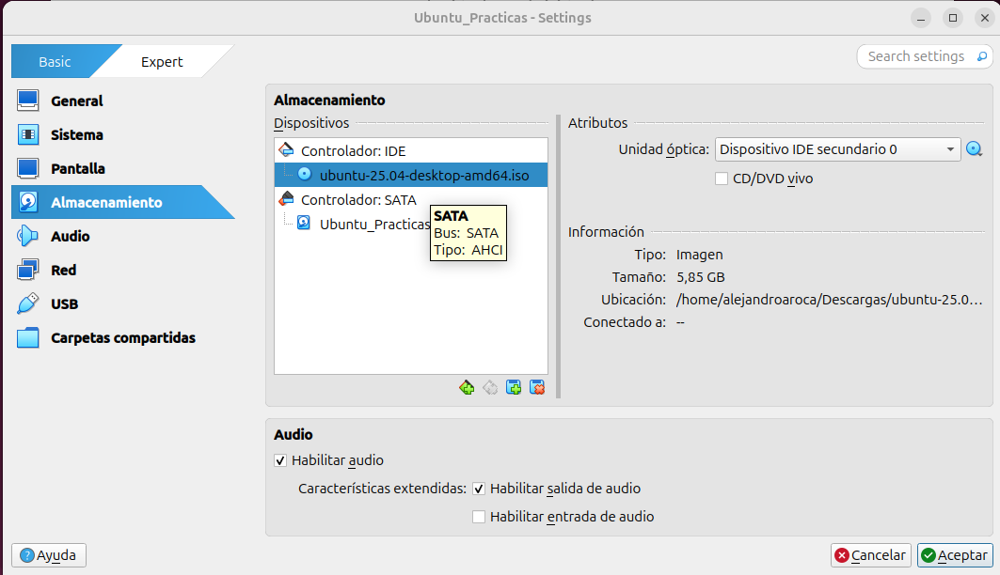 Ubuntu_Practicas - Settings
Basic
Expert
Search settings
General
Sistema
Pantalla
Almacenamiento
Audio
Red
USB
Carpetas compartidas
Almacenamiento
Dispositivos
Controlador: IDE
ubuntu-25.04-desktop-amd64.iso
Controlador: SATA
Ubuntu_Practicas
SATA
Bus: SATA
Tipo: AHCI
Atributos
Unidad óptica: Dispositivo IDE secundario 0
CD/DVD vivo
Información
Tipo: Imagen
Tamaño: 5,85 GB
Ubicación: /home/alejandroaroca/Descargas/ubuntu-25.0...
Conectado a: --
Audio
Habilitar audio
Características extendidas: Habilitar salida de audio
Habilitar entrada de audio
Ayuda
Cancelar
Aceptar